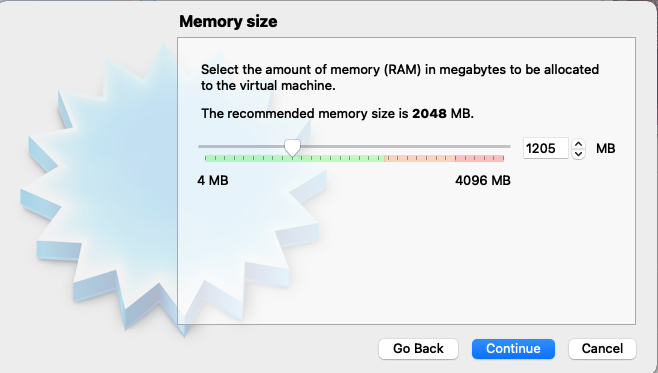 Memory size
Select the amount of memory (RAM) in megabytes to be allocated
to the virtual machine.
The recommended memory size is 2048 MB.
1205 MB
4 MB 4096 MB
Go Back Continue Cancel